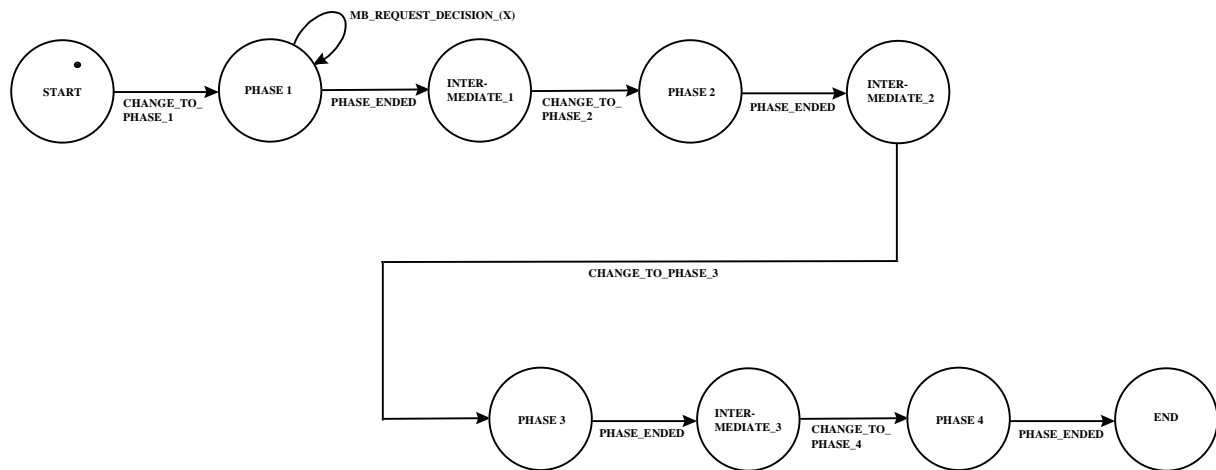 MB_REQUEST_DECISION_(X)
START
CHANGE_TO_
PHASE_1
PHASE 1
PHASE_ENDED
INTER-
MEDIATE_1
CHANGE_TO_
PHASE_2
PHASE 2
PHASE_ENDED
INTER-
MEDIATE_2
CHANGE_TO_PHASE_3
PHASE 3
PHASE_ENDED
INTER-
MEDIATE_3
CHANGE_TO_
PHASE_4
PHASE 4
PHASE_ENDED
END